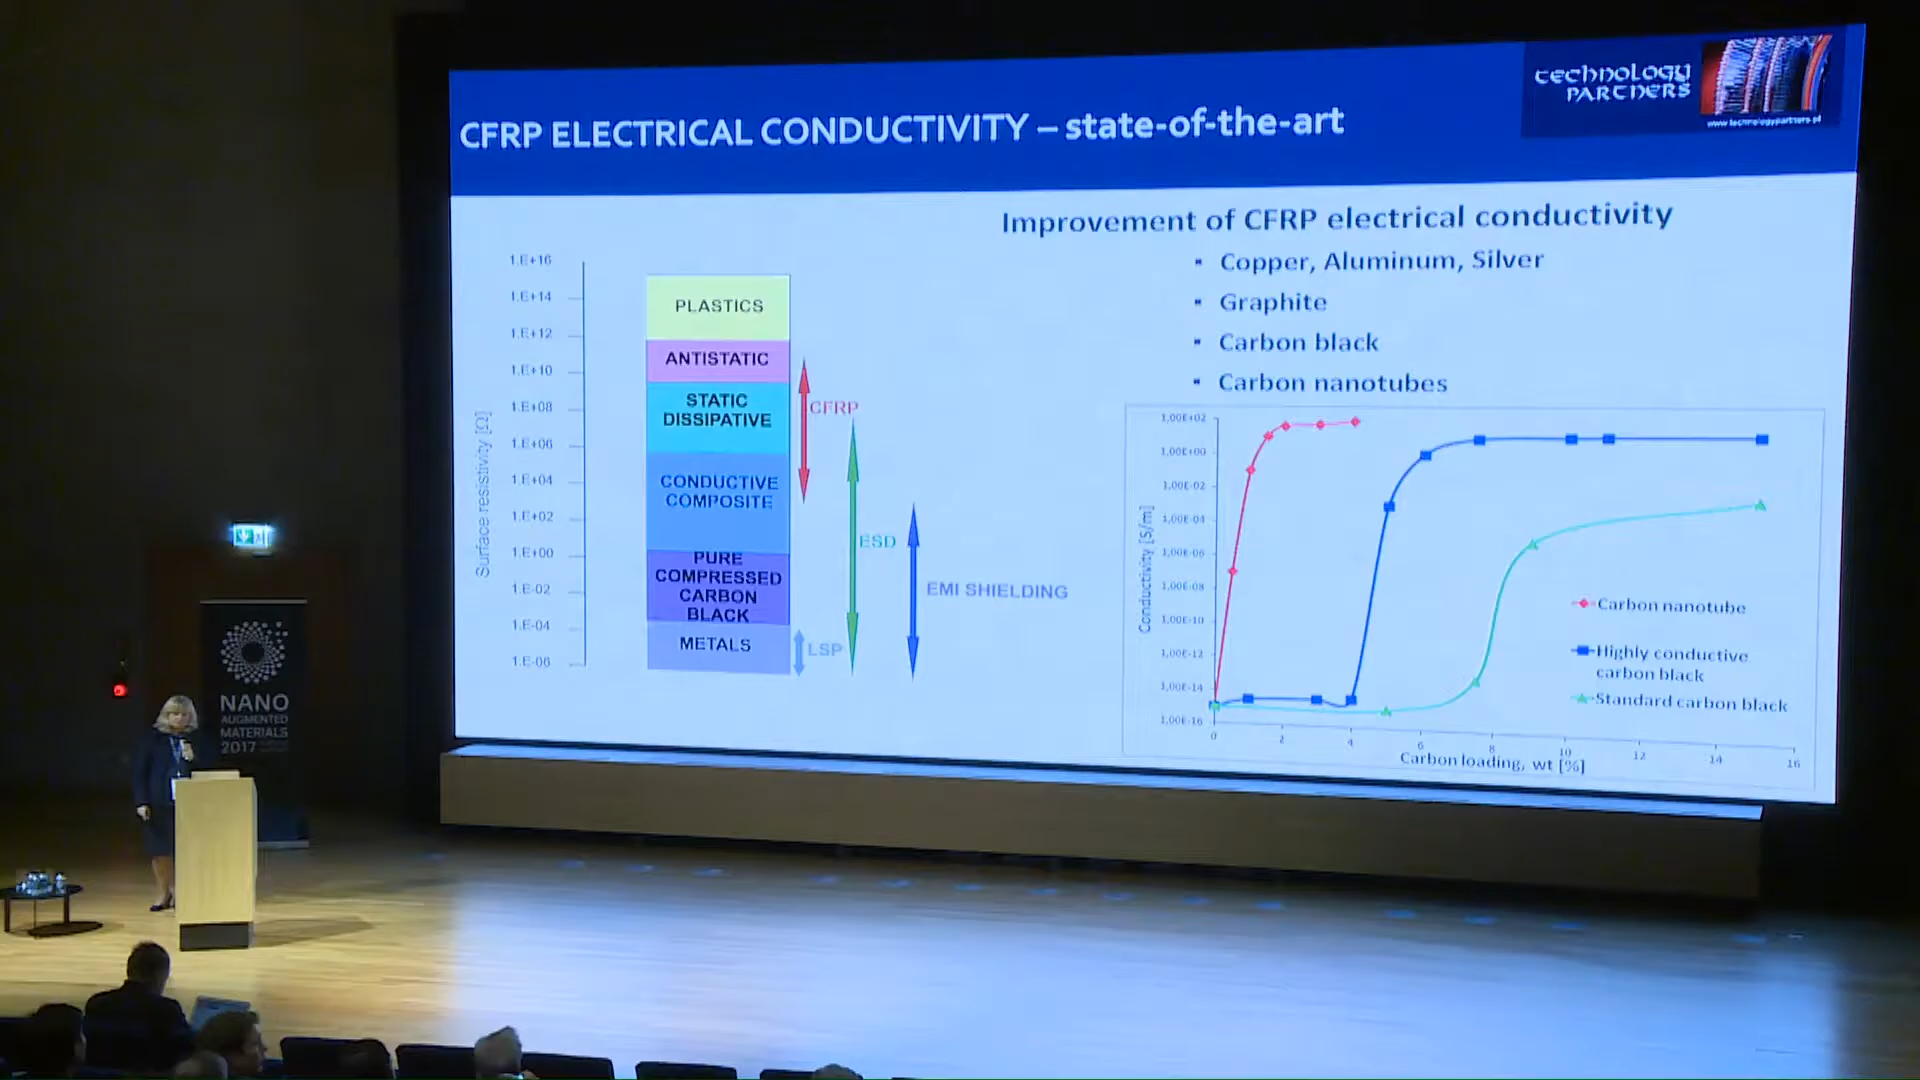 CFRP ELECTRICAL CONDUCTIVITY – state-of-the-art
technology
partners
www.technologypartners.pl
Improvement of CFRP electrical conductivity
▪ Copper, Aluminum, Silver
▪ Graphite
▪ Carbon black
▪ Carbon nanotubes
Surface resistivity [Ω]
1.E+16
1.E+14
1.E+12
1.E+10
1.E+08
1.E+06
1.E+04
1.E+02
1.E+00
1.E-02
1.E-04
1.E-06
PLASTICS
ANTISTATIC
STATIC
DISSIPATIVE
CONDUCTIVE
COMPOSITE
PURE
COMPRESSED
CARBON
BLACK
METALS
CFRP
ESD
EMI SHIELDING
LSP
Conductivity [S/m]
1,00E+02
1,00E+00
1,00E-02
1,00E-04
1,00E-06
1,00E-08
1,00E-10
1,00E-12
1,00E-14
1,00E-16
0 2 4 6 8 10 12 14 16
Carbon loading, wt [%]
Carbon nanotube
Highly conductive
carbon black
Standard carbon black
NANO
AUGMENTED
MATERIALS
2017